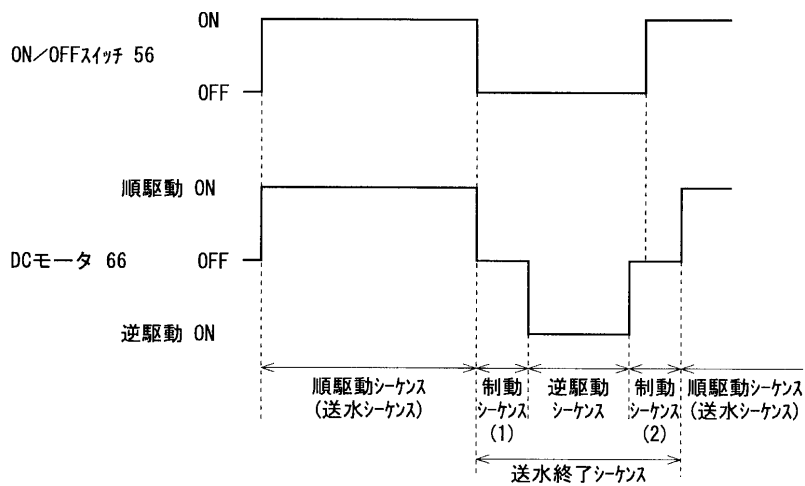 ON
ON／OFFスイッチ 56
OFF
順駆動 ON
DCモータ 66
OFF
逆駆動 ON
順駆動シーケンス
(送水シーケンス)
制動
シーケンス
(1)
逆駆動
シーケンス
制動
シーケンス
(2)
順駆動シーケンス
(送水シーケンス)
送水終了シーケンス